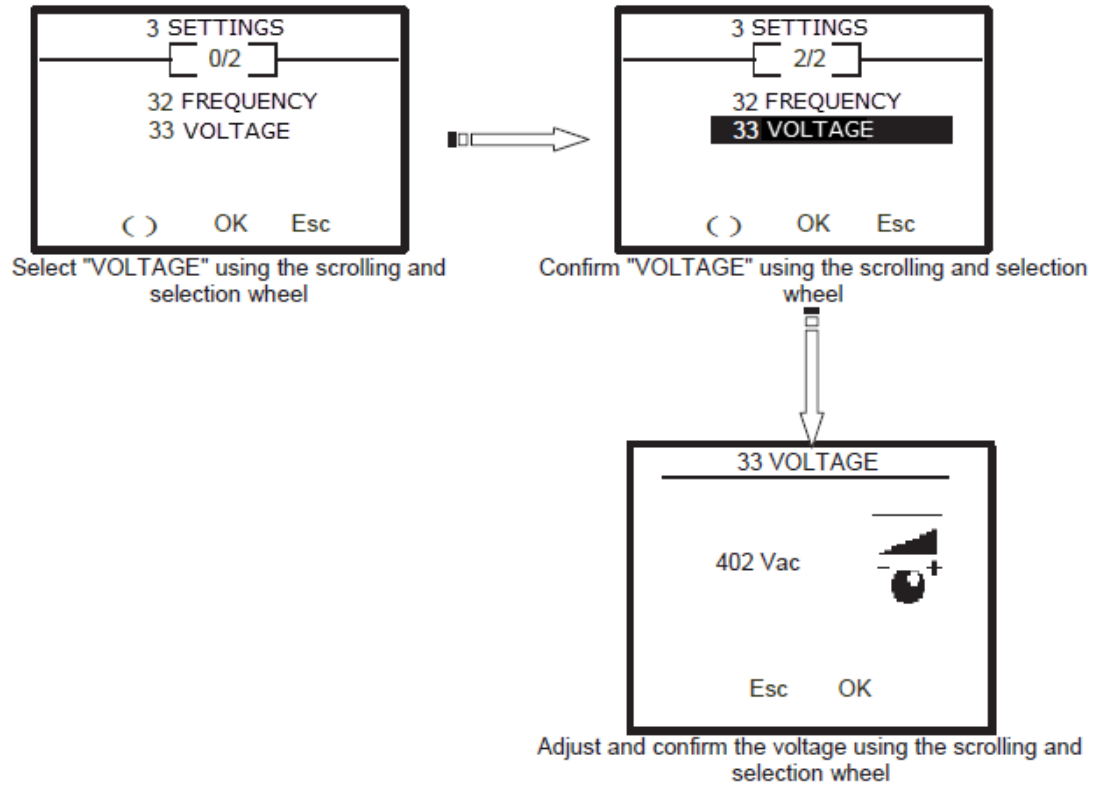 3 SETTINGS
0/2
32 FREQUENCY
33 VOLTAGE
( ) OK Esc
Select "VOLTAGE" using the scrolling and
selection wheel
3 SETTINGS
2/2
32 FREQUENCY
33 VOLTAGE
( ) OK Esc
Confirm "VOLTAGE" using the scrolling and selection
wheel
33 VOLTAGE
402 Vac
- +
Esc OK
Adjust and confirm the voltage using the scrolling and
selection wheel